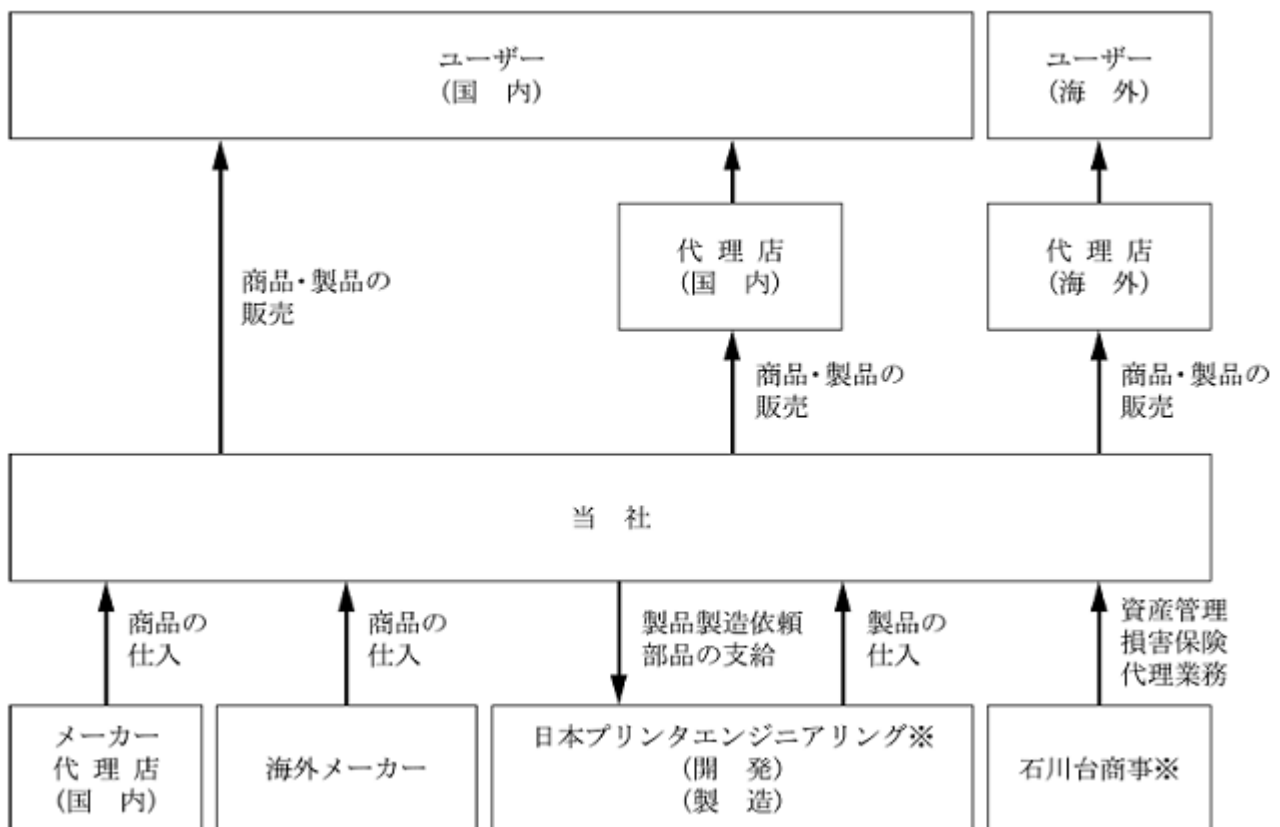 ユーザー
(国 内)
ユーザー
(海 外)
代 理 店
(国 内)
代 理 店
(海 外)
商品・製品の
販売
商品・製品の
販売
商品・製品の
販売
当 社
商品の
仕入
商品の
仕入
製品製造依頼
部品の支給
製品の
仕入
資産管理
損害保険
代理業務
メーカー
代 理 店
(国 内)
海外メーカー
日本プリンタエンジニアリング※
(開 発)
(製 造)
石川台商事※